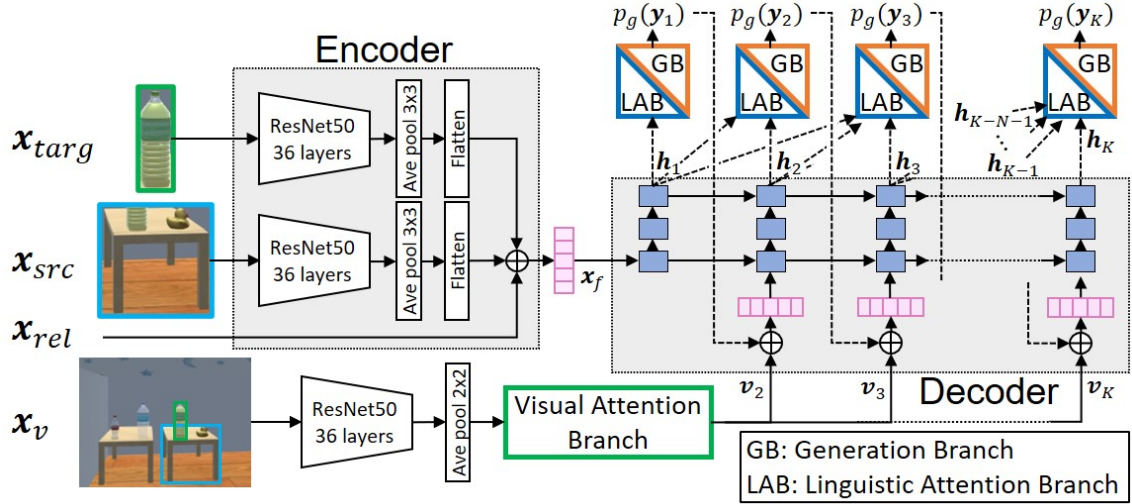 Encoder
x_targ
x_src
x_rel
x_v
ResNet50
36 layers
Ave pool 3x3
Flatten
ResNet50
36 layers
Ave pool 3x3
Flatten
x_f
ResNet50
36 layers
Ave pool 2x2
Visual Attention
Branch
p_g(y_1)
p_g(y_2)
p_g(y_3)
p_g(y_K)
GB
LAB
GB
LAB
GB
LAB
GB
LAB
h_1
h_2
h_3
h_{K−N−1}
h_{K−1}
h_K
v_2
v_3
v_K
Decoder
GB: Generation Branch
LAB: Linguistic Attention Branch